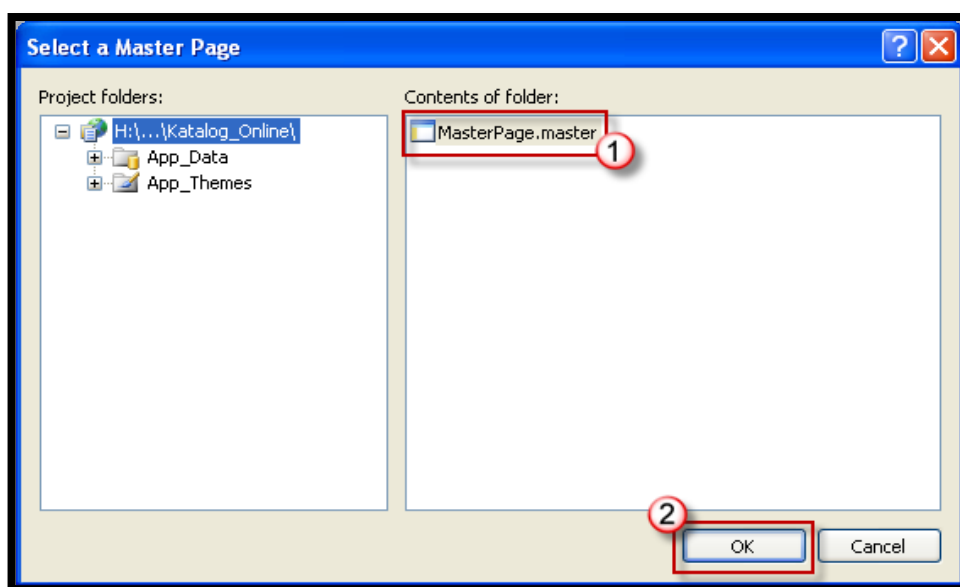 Select a Master Page
Project folders:
Contents of folder:
H:\...\Katalog_Online\
App_Data
App_Themes
MasterPage.master
1
2
OK
Cancel